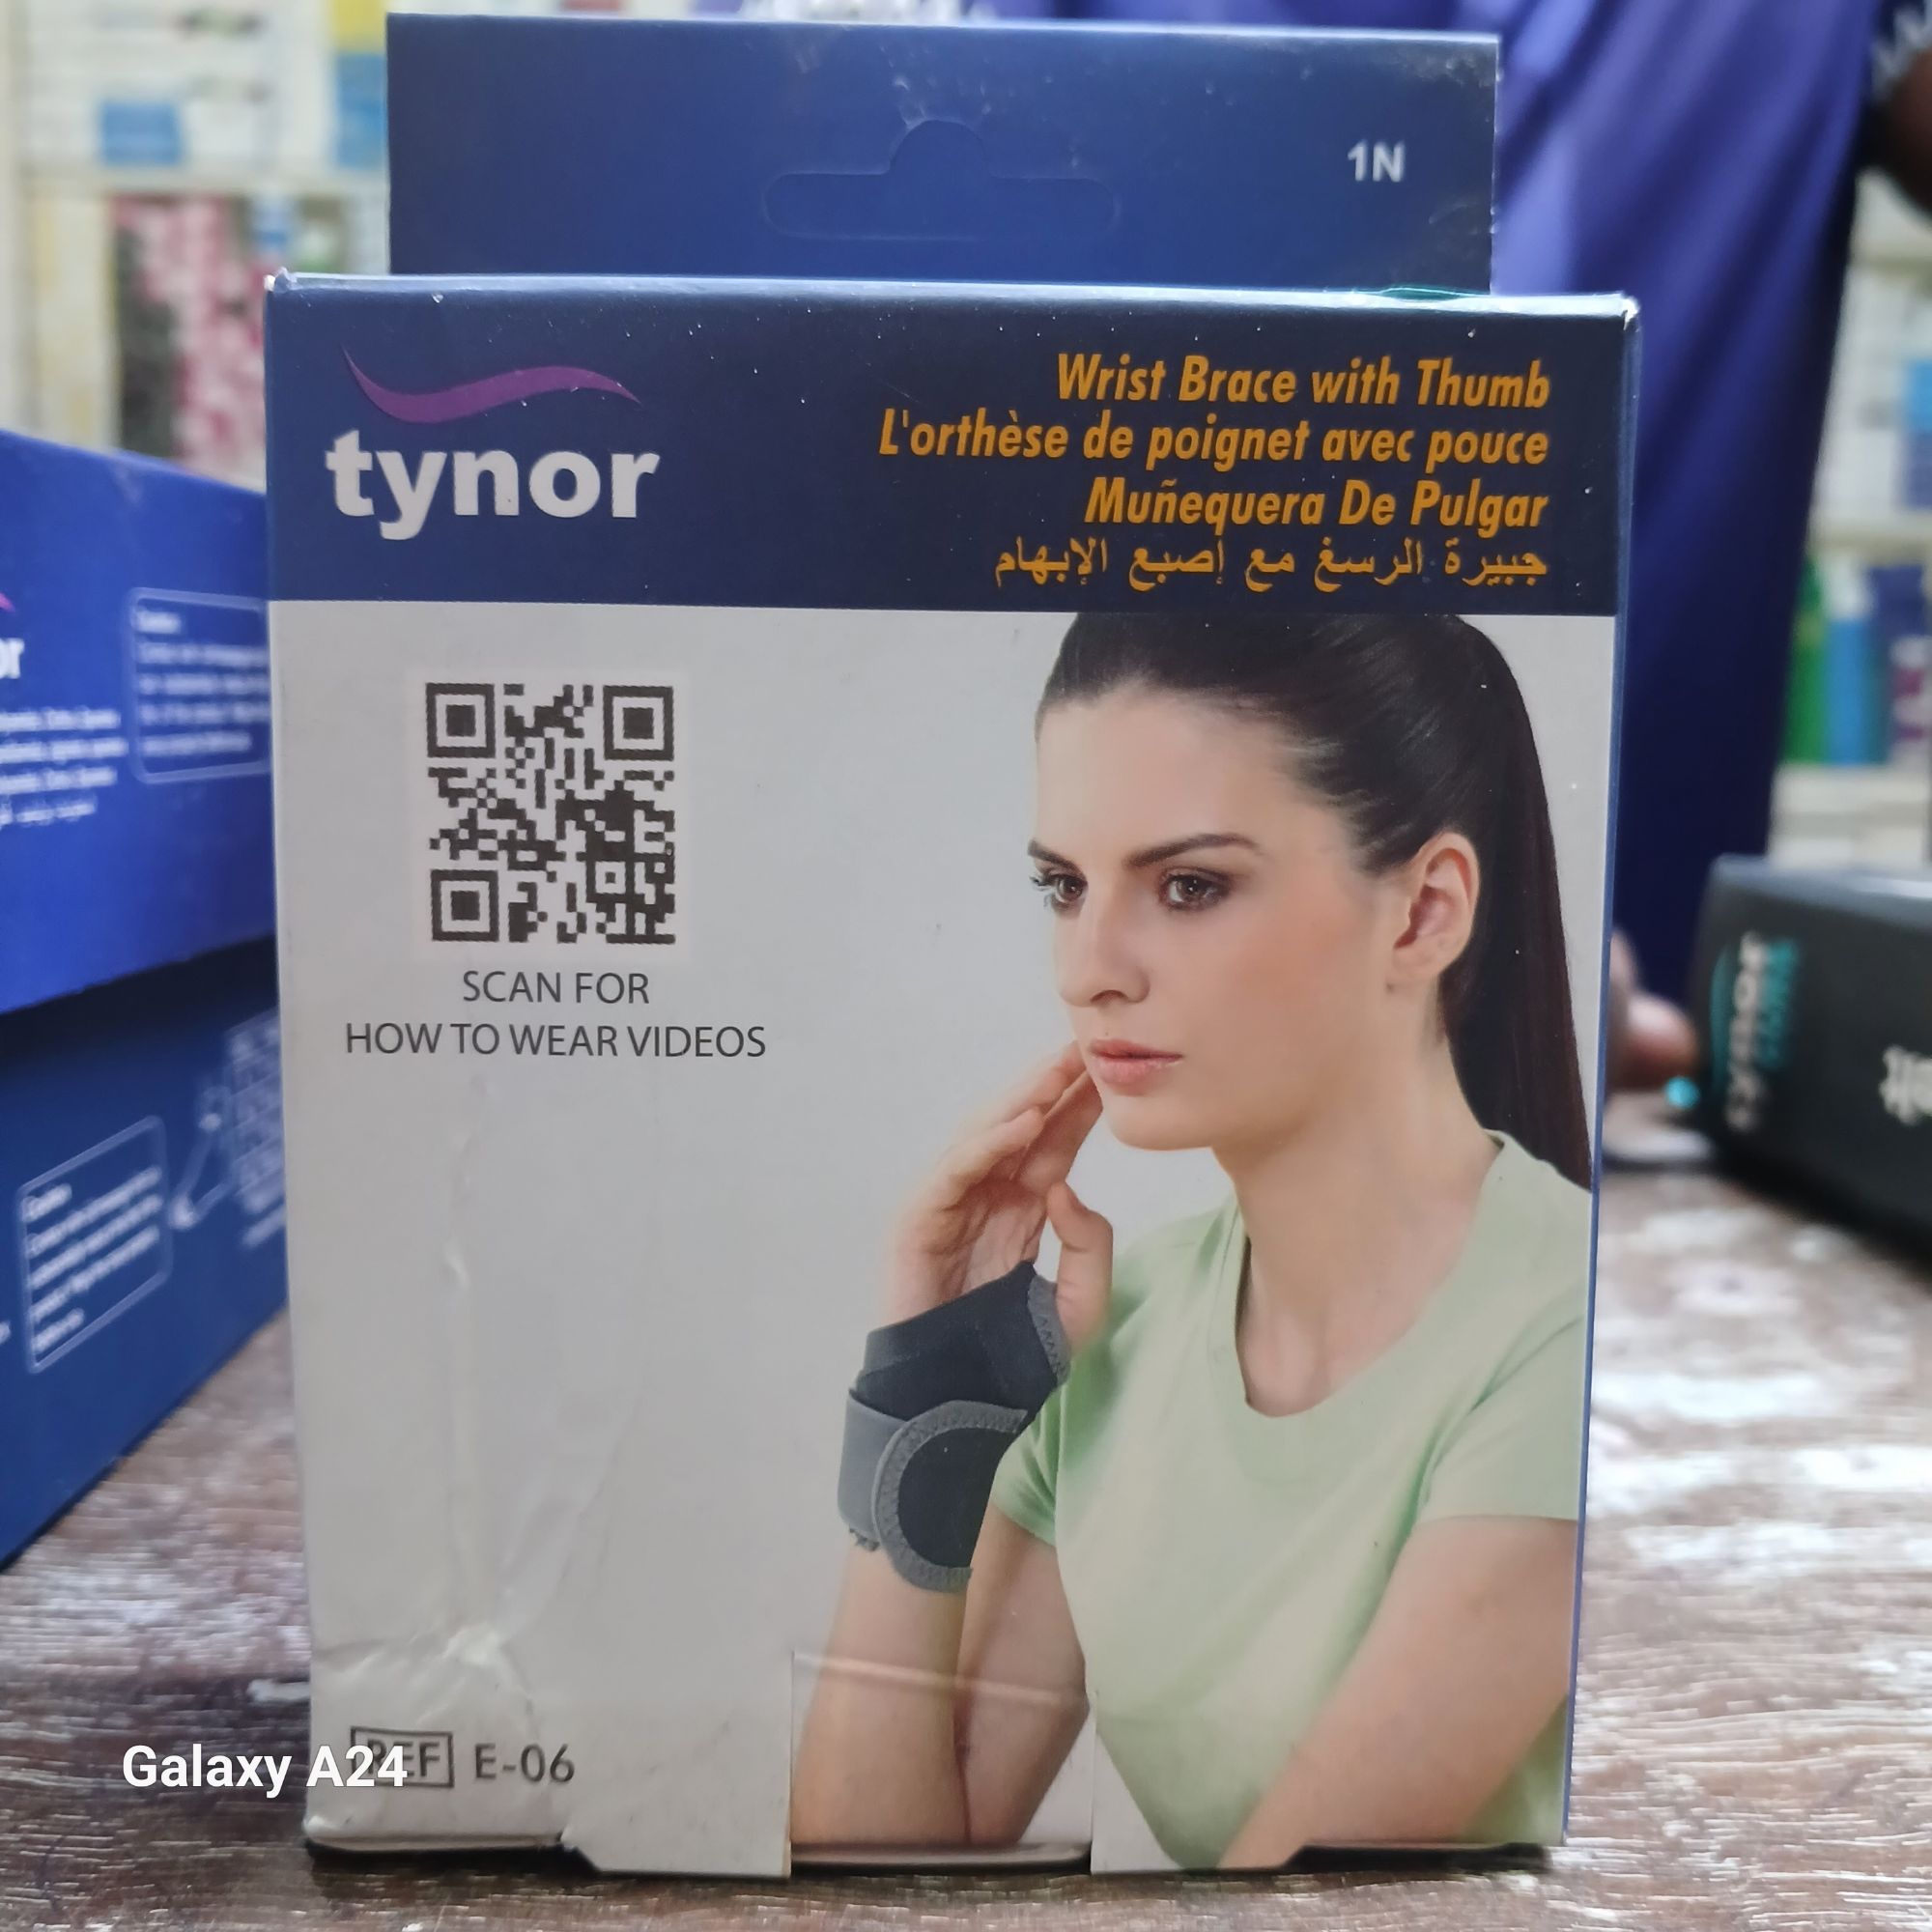 1N
tynor
Wrist Brace with Thumb
L'orthèse de poignet avec pouce
Muñequera De Pulgar
جبيرة الرسغ مع إصبع الإبهام
SCAN FOR
HOW TO WEAR VIDEOS
REF E-06
Galaxy A24